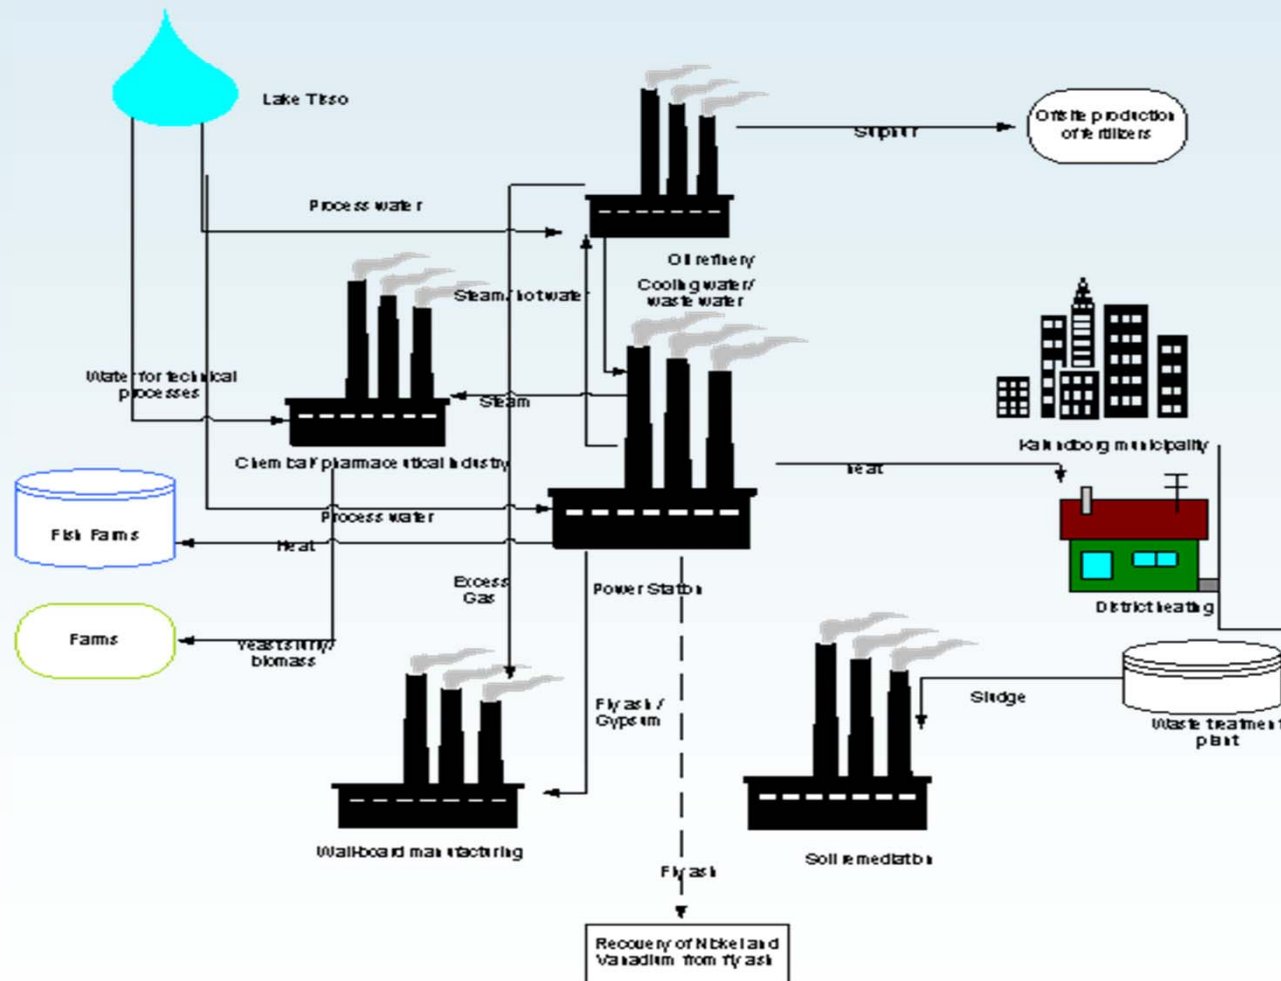 Lake Tisso
Offsite production
of fertilizers
Sulphur
Process water
Oil refinery
Cooling water/
waste water
Steam/hot water
Water for technical
processes
Steam
Kalundborg municipality
Chemical/pharmaceutical industry
heat
Process water
Fish Farms
Heat
Excess
Gas
Power Station
District heating
Farms
Yeast slurry/
biomass
Fly ash /
Gypsum
Sludge
Waste treatment
plant
Wall-board manufacturing
Soil remediation
Fly ash
Recovery of Nickel and
Vanadium from fly ash